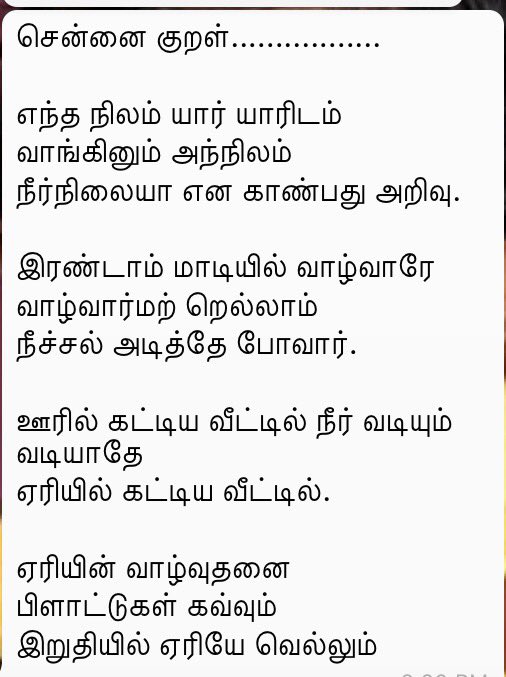 சென்னை குறள்.................
எந்த நிலம் யார் யாரிடம்
வாங்கினும் அந்நிலம்
நீர்நிலையா என காண்பது அறிவு.
இரண்டாம் மாடியில் வாழ்வாரே
வாழ்வார்மற் றெல்லாம்
நீச்சல் அடித்தே போவார்.
ஊரில் கட்டிய வீட்டில் நீர் வடியும்
வடியாதே
ஏரியில் கட்டிய வீட்டில்.
ஏரியின் வாழ்வுதனை
பிளாட்டுகள் கவ்வும்
இறுதியில் ஏரியே வெல்லும்